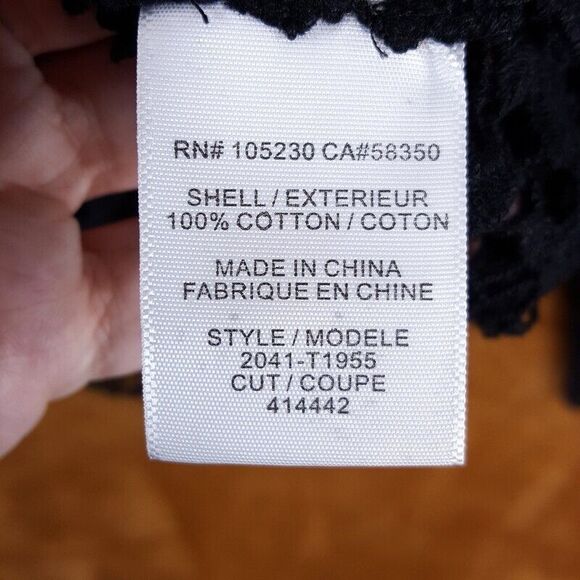 RN# 105230 CA#58350
SHELL / EXTERIEUR
100% COTTON / COTON
MADE IN CHINA
FABRIQUE EN CHINE
STYLE / MODELE
2041-T1955
CUT / COUPE
414442